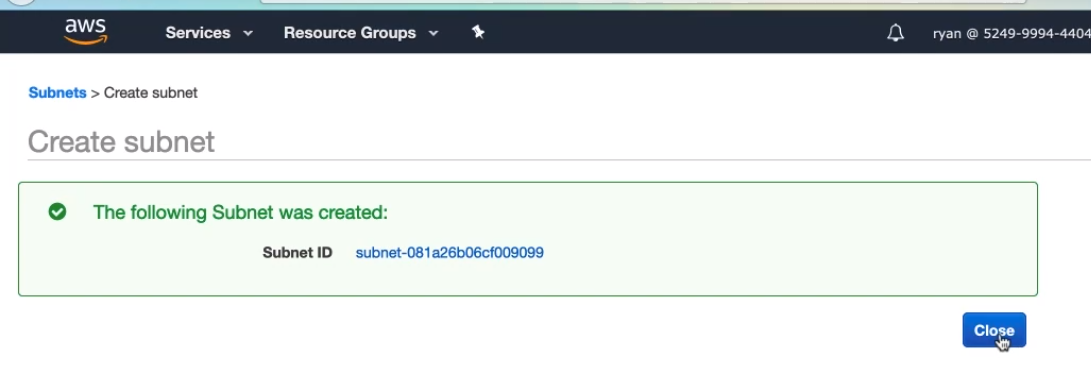 aws Services Resource Groups ryan @ 5249-9994-4404
Subnets > Create subnet
Create subnet
The following Subnet was created:
Subnet ID subnet-081a26b06cf009099
Close